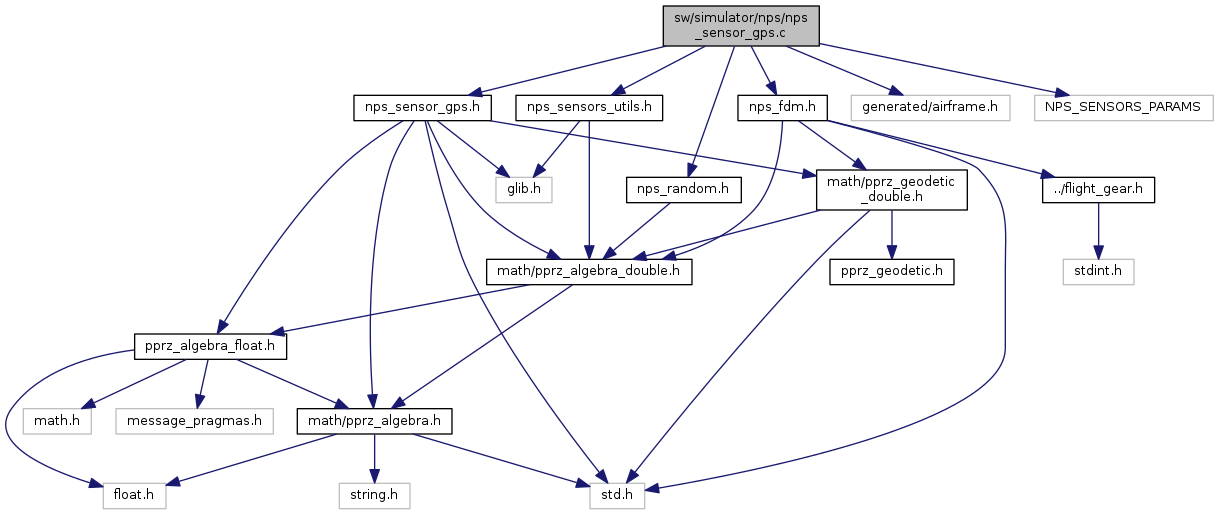 sw/simulator/nps/nps
_sensor_gps.c
nps_sensor_gps.h
nps_sensors_utils.h
nps_fdm.h
generated/airframe.h
NPS_SENSORS_PARAMS
glib.h
nps_random.h
math/pprz_geodetic
_double.h
../flight_gear.h
math/pprz_algebra_double.h
pprz_geodetic.h
stdint.h
pprz_algebra_float.h
math.h
message_pragmas.h
math/pprz_algebra.h
float.h
string.h
std.h